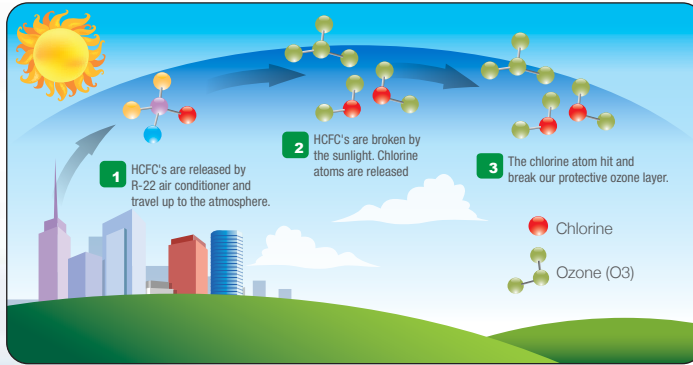 1
HCFC's are released by
R-22 air conditioner and
travel up to the atmosphere.
2
HCFC's are broken by
the sunlight. Chlorine
atoms are released
3
The chlorine atom hit and
break our protective ozone layer.
Chlorine
Ozone (O3)